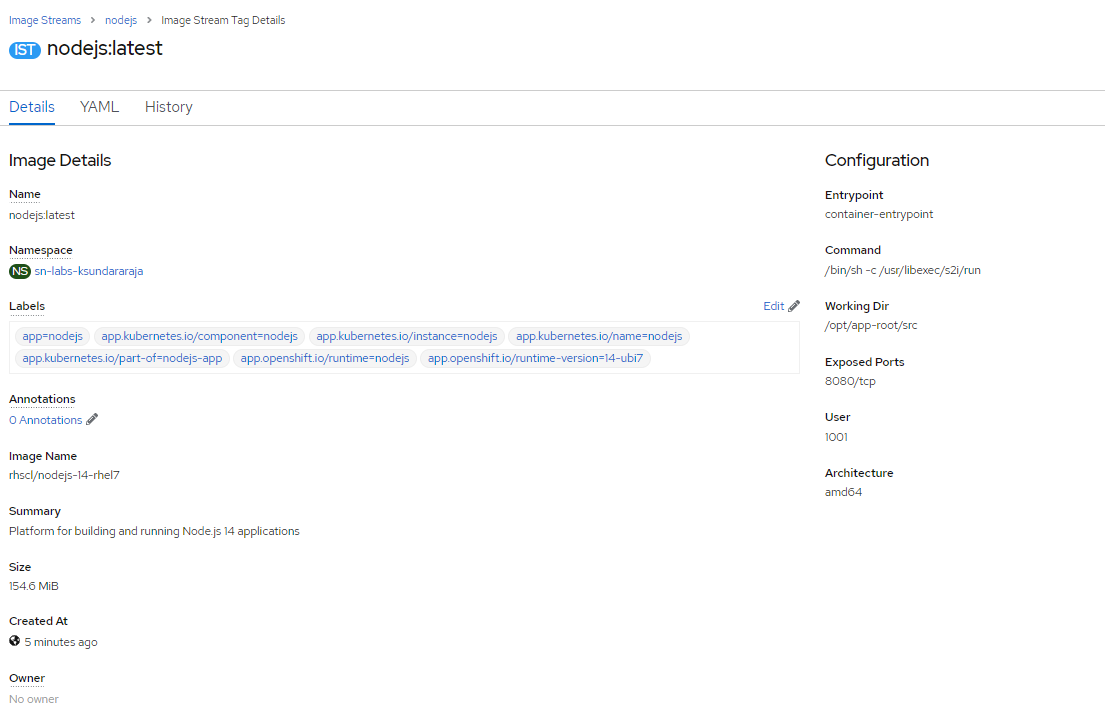 Image Streams > nodejs > Image Stream Tag Details
IST nodejs:latest
Details YAML History
Image Details
Name
nodejs:latest
Namespace
NS sn-labs-ksundararaja
Labels
Edit
app=nodejs app.kubernetes.io/component=nodejs app.kubernetes.io/instance=nodejs app.kubernetes.io/name=nodejs
app.kubernetes.io/part-of=nodejs-app app.openshift.io/runtime=nodejs app.openshift.io/runtime-version=14-ubi7
Annotations
0 Annotations
Image Name
rhscl/nodejs-14-rhel7
Summary
Platform for building and running Node.js 14 applications
Size
154.6 MiB
Created At
5 minutes ago
Owner
No owner
Configuration
Entrypoint
container-entrypoint
Command
/bin/sh -c /usr/libexec/s2i/run
Working Dir
/opt/app-root/src
Exposed Ports
8080/tcp
User
1001
Architecture
amd64